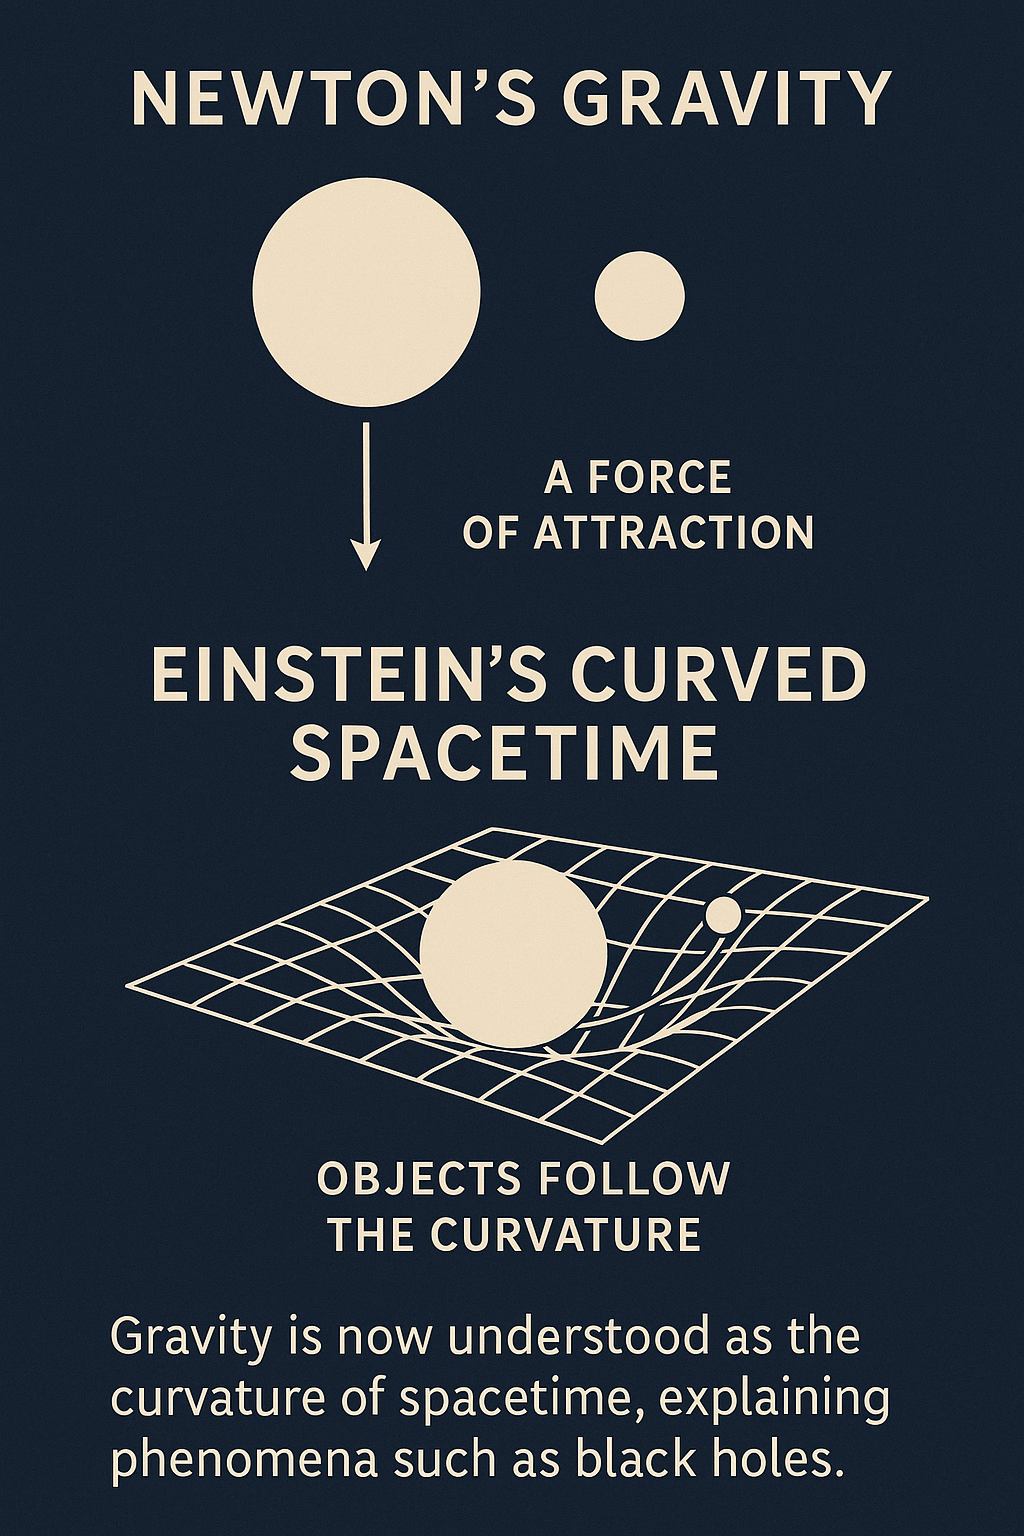 NEWTON’S GRAVITY
A FORCE
OF ATTRACTION
EINSTEIN’S CURVED
SPACETIME
OBJECTS FOLLOW
THE CURVATURE
Gravity is now understood as the
curvature of spacetime, explaining
phenomena such as black holes.